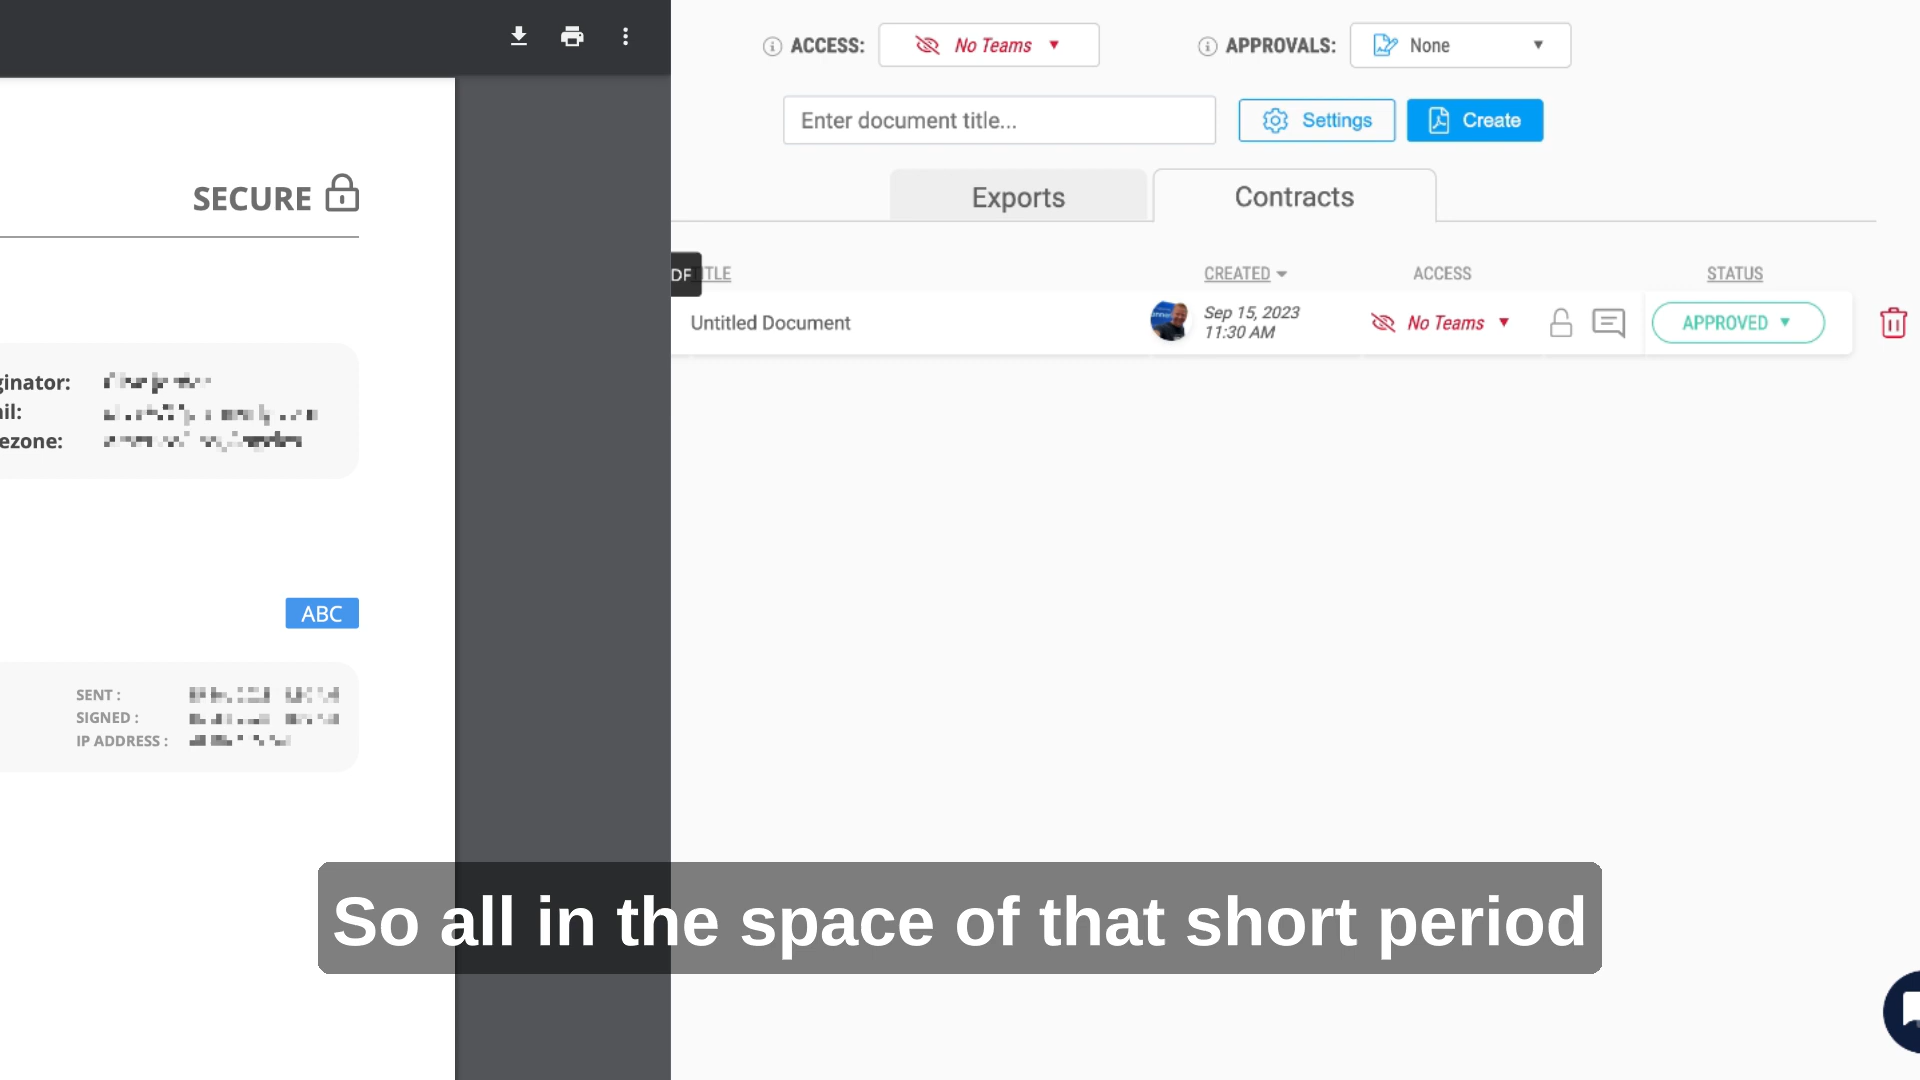 SECURE
ginator:
il:
ezone:
ABC
SENT :
SIGNED :
IP ADDRESS :
ACCESS: No Teams
APPROVALS: None
Enter document title...
Settings
Create
Exports
Contracts
DF
TLE CREATED ACCESS STATUS
Untitled Document
Sep 15, 2023
11:30 AM
No Teams
APPROVED
So all in the space of that short period